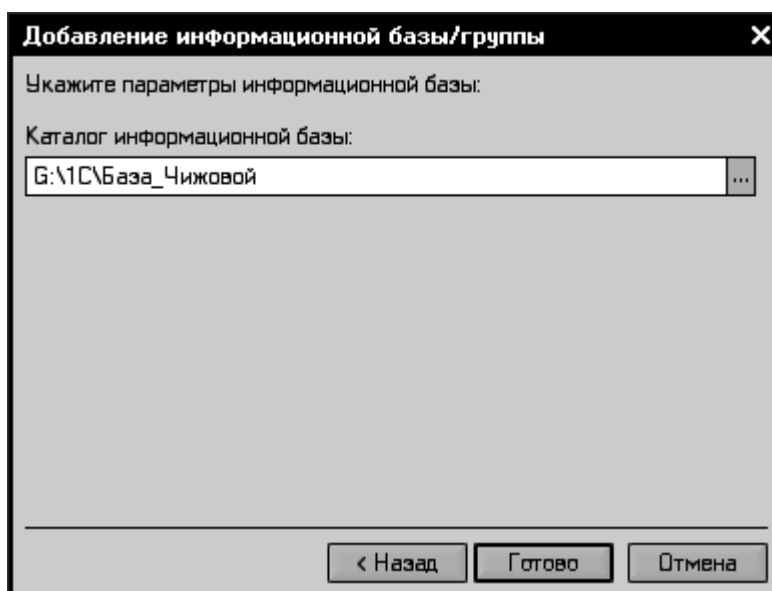 Добавление информационной базы/группы
Укажите параметры информационной базы:
Каталог информационной базы:
G:\1C\База_Чижовой
...
< Назад Готово Отмена